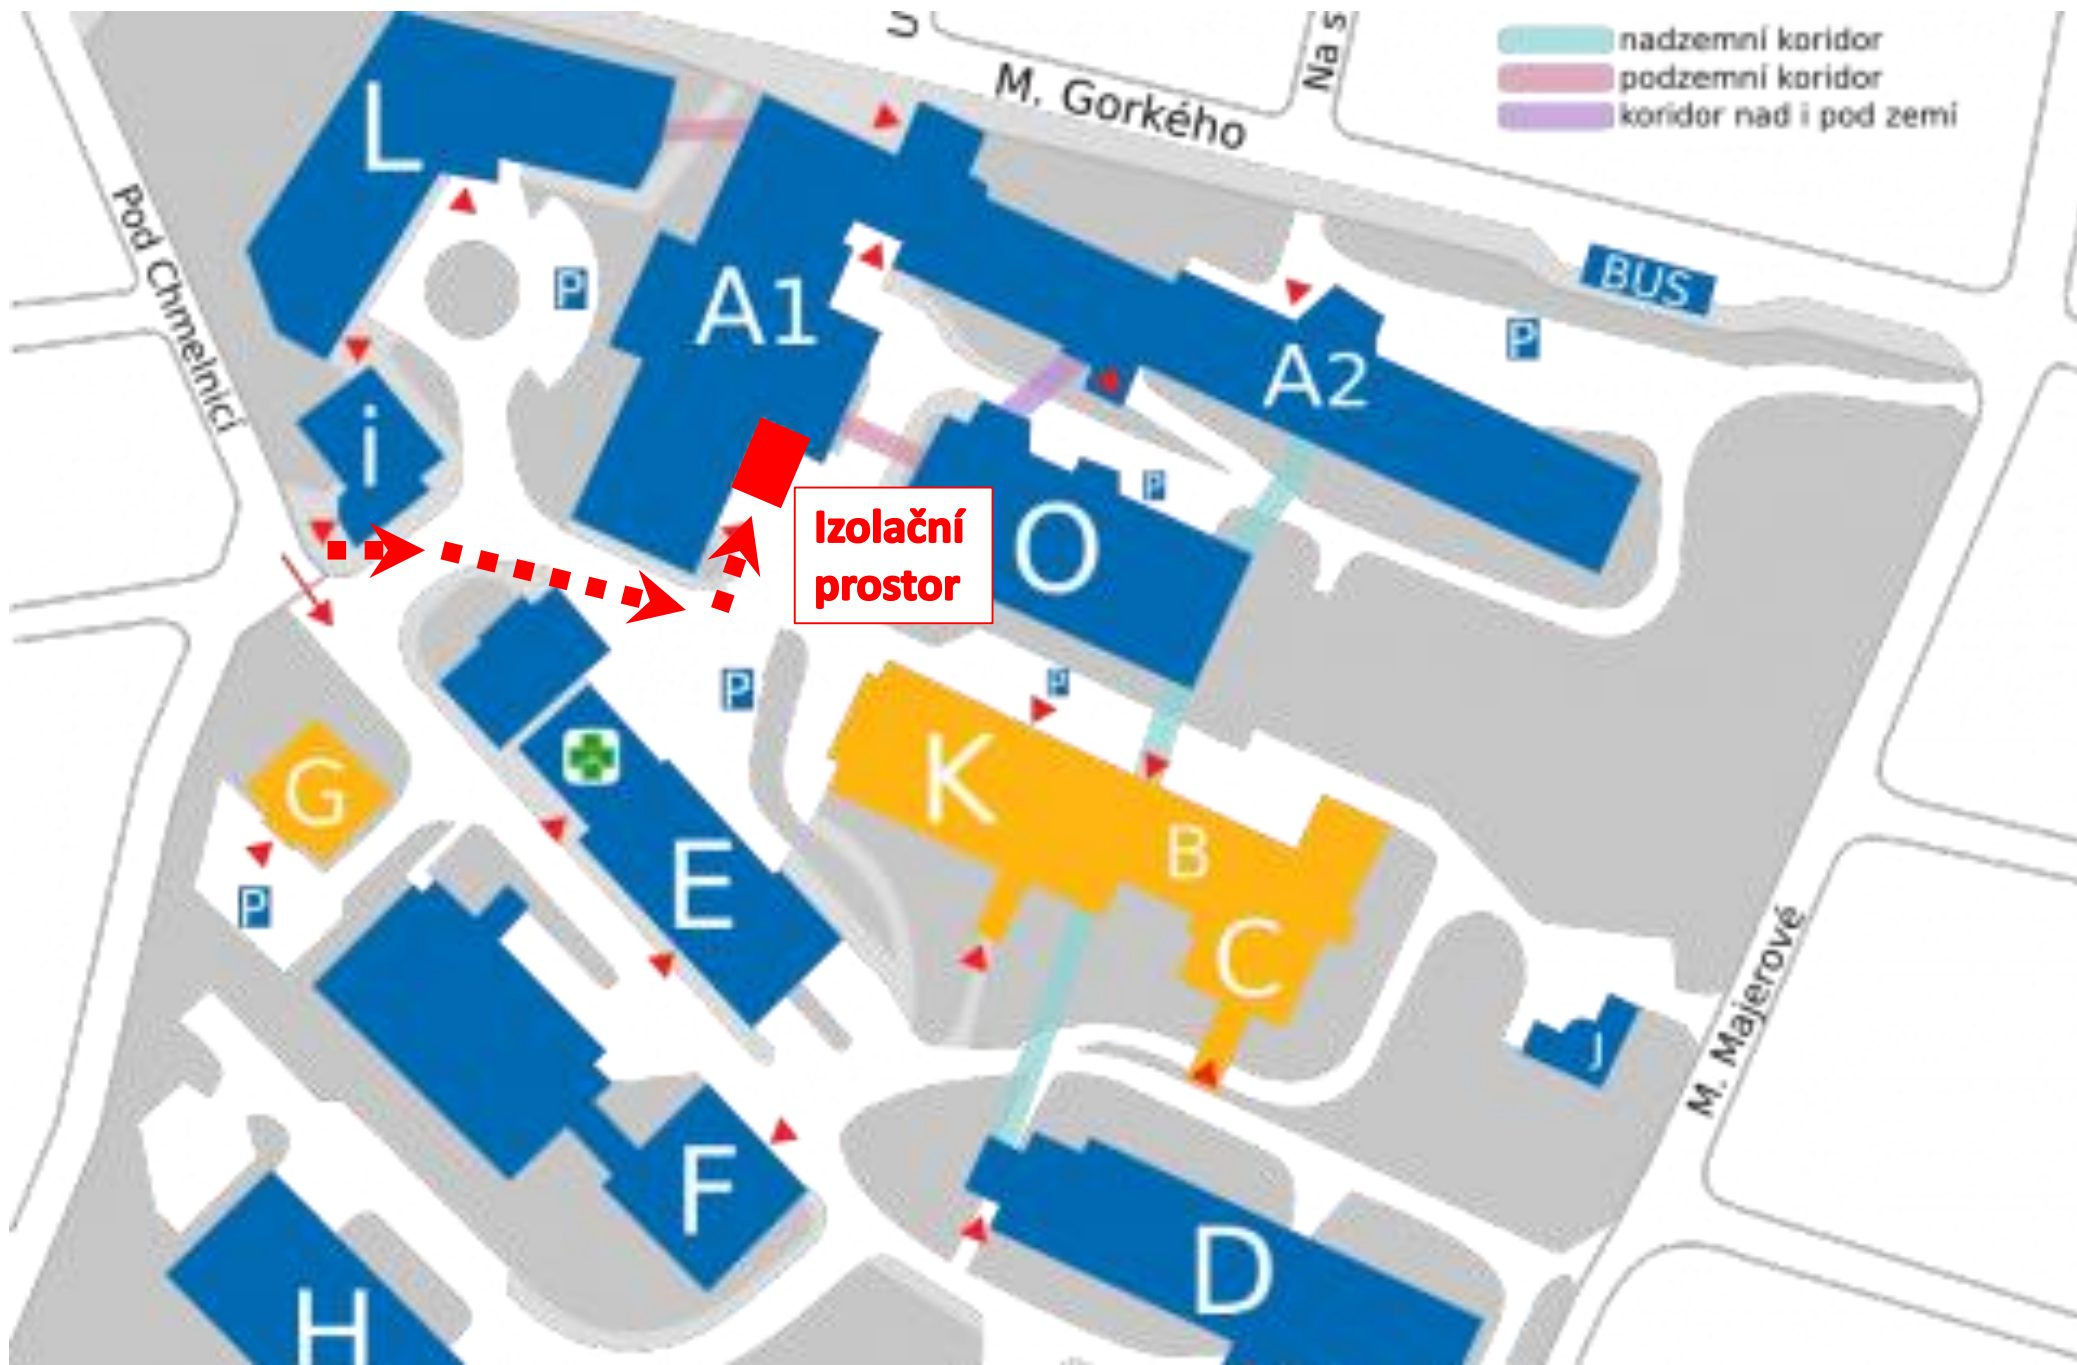 S
M. Gorkého
Na s
nadzemní koridor
podzemní koridor
koridor nad i pod zemí
L
Pod Chmelnicí
P
A1
BUS
P
A2
i
P
Izolační
prostor
O
P
P
K
G
B
E
P
C
M. Majerové
J
F
D
H